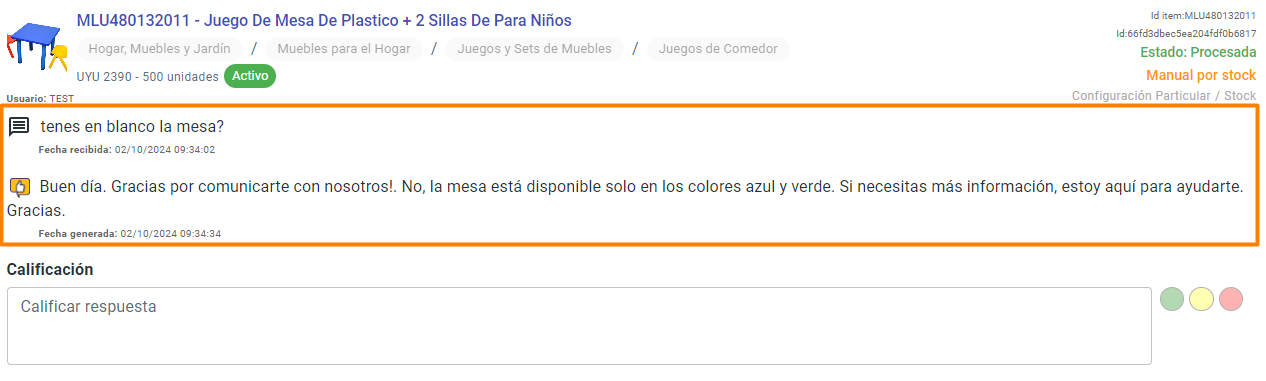 MLU480132011 - Juego De Mesa De Plastico + 2 Sillas De Para Niños
Hogar, Muebles y Jardín / Muebles para el Hogar / Juegos y Sets de Muebles / Juegos de Comedor
UYU 2390 - 500 unidades Activo
Usuario: TEST
Id item:MLU480132011
Id:66fd3dbec5ea204fdf0b6817
Estado: Procesada
Manual por stock
Configuración Particular / Stock
tenes en blanco la mesa?
Fecha recibida: 02/10/2024 09:34:02
Buen día. Gracias por comunicarte con nosotros!. No, la mesa está disponible solo en los colores azul y verde. Si necesitas más información, estoy aquí para ayudarte.
Gracias.
Fecha generada: 02/10/2024 09:34:34
Calificación
Calificar respuesta